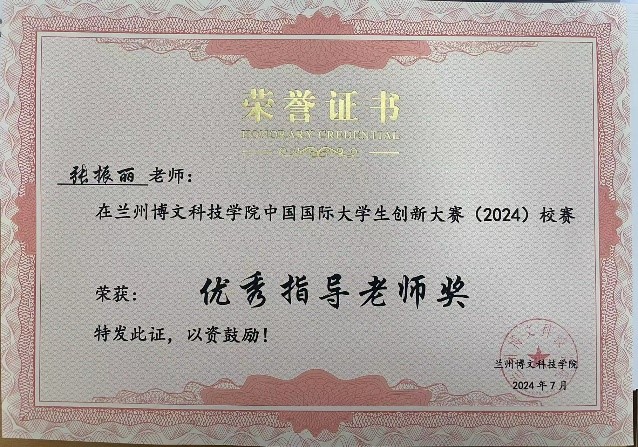 荣誉证书
HONORARY CREDENTIAL
张振丽 老师：
在兰州博文科技学院中国国际大学生创新大赛（2024）校赛
荣获： 优秀指导老师奖
特发此证，以资鼓励！
兰州博文科技学院
2024年7月